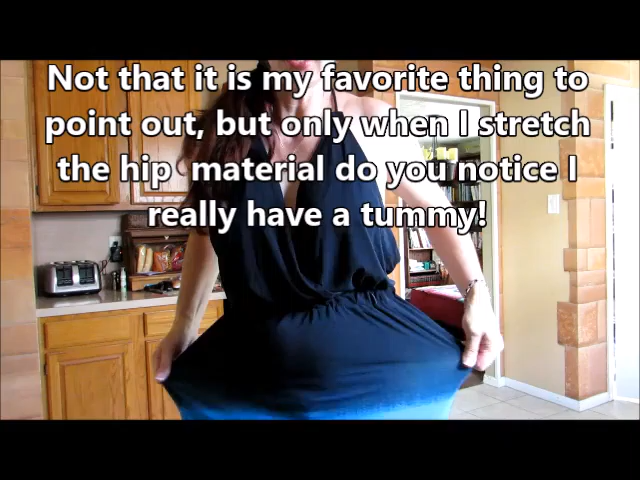 Not that it is my favorite thing to
point out, but only when I stretch
the hip material do you notice I
really have a tummy!